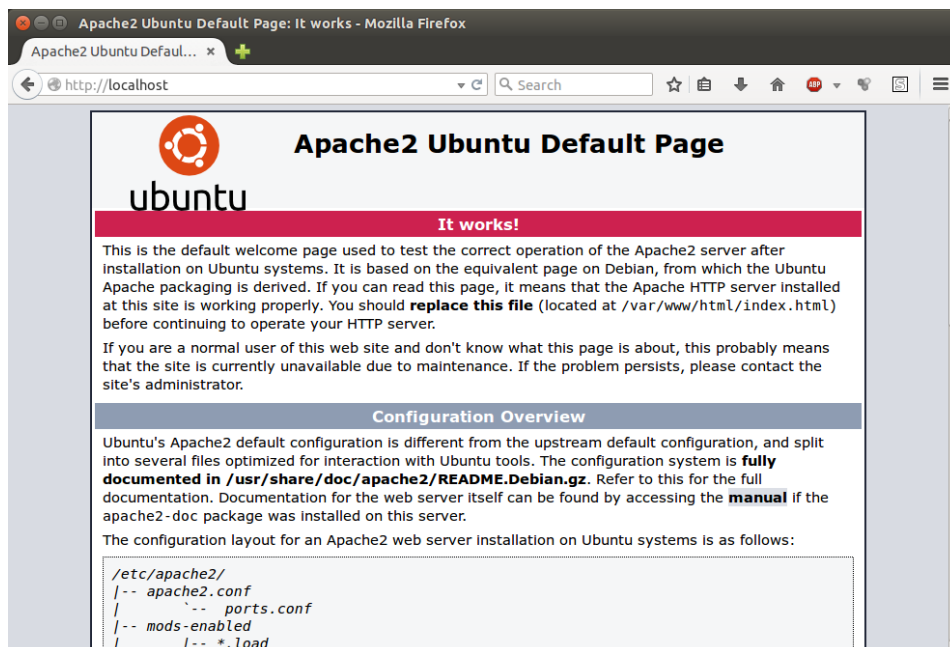 Apache2 Ubuntu Default Page: It works - Mozilla Firefox
Apache2 Ubuntu Defaul... ×
http://localhost
Search
ABP
S
ubuntu
Apache2 Ubuntu Default Page
It works!
This is the default welcome page used to test the correct operation of the Apache2 server after
installation on Ubuntu systems. It is based on the equivalent page on Debian, from which the Ubuntu
Apache packaging is derived. If you can read this page, it means that the Apache HTTP server installed
at this site is working properly. You should replace this file (located at /var/www/html/index.html)
before continuing to operate your HTTP server.
If you are a normal user of this web site and don't know what this page is about, this probably means
that the site is currently unavailable due to maintenance. If the problem persists, please contact the
site's administrator.
Configuration Overview
Ubuntu's Apache2 default configuration is different from the upstream default configuration, and split
into several files optimized for interaction with Ubuntu tools. The configuration system is fully
documented in /usr/share/doc/apache2/README.Debian.gz. Refer to this for the full
documentation. Documentation for the web server itself can be found by accessing the manual if the
apache2-doc package was installed on this server.
The configuration layout for an Apache2 web server installation on Ubuntu systems is as follows:
/etc/apache2/
|-- apache2.conf
|       `-- ports.conf
|-- mods-enabled
|       |-- *.load